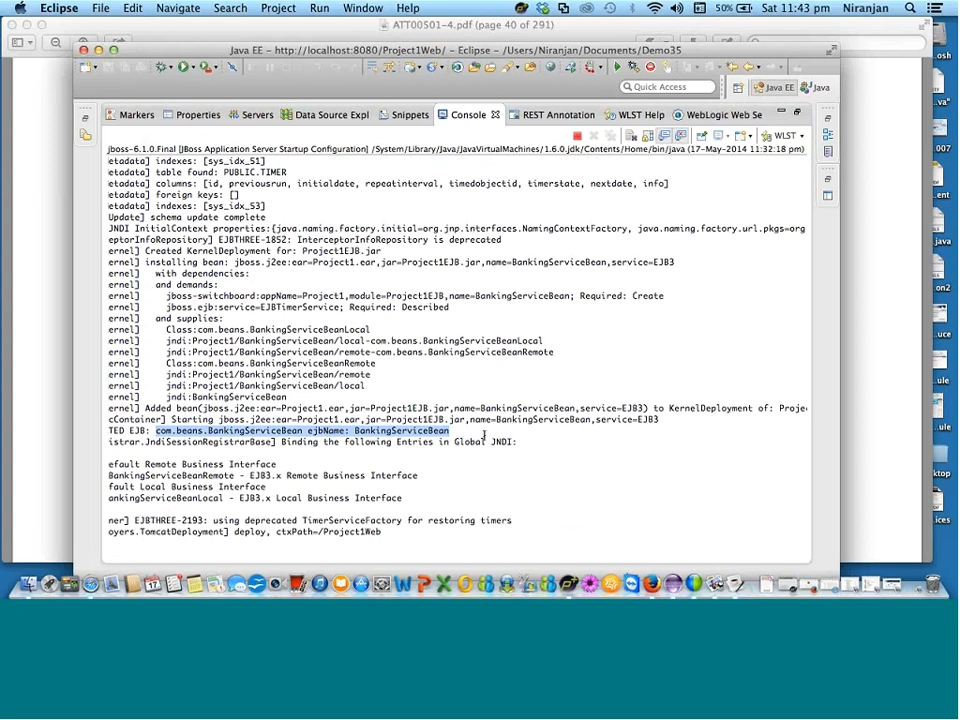 Eclipse File Edit Navigate Search Project Run Window Help 50% Sat 11:43 pm Niranjan
ATT00501-4.pdf (page 40 of 291)
Java EE - http://localhost:8080/Project1Web/ - Eclipse - /Users/Niranjan/Documents/Demo35
Quick Access Java EE Java
Markers Properties Servers Data Source Expl Snippets Console REST Annotation WLST Help WebLogic Web Se
WLST
jboss-6.1.0.Final [JBoss Application Server Startup Configuration] /System/Library/Java/JavaVirtualMachines/1.6.0.jdk/Contents/Home/bin/java (17-May-2014 11:32:18 pm)
etadata] indexes: [sys_idx_51]
etadata] table found: PUBLIC.TIMER
etadata] columns: [id, previousrun, initialdate, repeatinterval, timedobjectid, timerstate, nextdate, info]
etadata] foreign keys: []
etadata] indexes: [sys_idx_53]
Update] schema update complete
JNDI InitialContext properties:{java.naming.factory.initial=org.jnp.interfaces.NamingContextFactory, java.naming.factory.url.pkgs=org
eptorInfoRepository] EJBTHREE-1852: InterceptorInfoRepository is deprecated
ernel] Created KernelDeployment for: Project1EJB.jar
ernel] installing bean: jboss.j2ee:ear=Project1.ear,jar=Project1EJB.jar,name=BankingServiceBean,service=EJB3
ernel] with dependencies:
ernel] and demands:
ernel] jboss-switchboard:appName=Project1,module=Project1EJB,name=BankingServiceBean; Required: Create
ernel] jboss.ejb:service=EJBTimerService; Required: Described
ernel] and supplies:
ernel] Class:com.beans.BankingServiceBeanLocal
ernel] jndi:Project1/BankingServiceBean/local-com.beans.BankingServiceBeanLocal
ernel] jndi:Project1/BankingServiceBean/remote-com.beans.BankingServiceBeanRemote
ernel] Class:com.beans.BankingServiceBeanRemote
ernel] jndi:Project1/BankingServiceBean/remote
ernel] jndi:Project1/BankingServiceBean/local
ernel] jndi:BankingServiceBean
ernel] Added bean(jboss.j2ee:ear=Project1.ear,jar=Project1EJB.jar,name=BankingServiceBean,service=EJB3) to KernelDeployment of: Projec
cContainer] Starting jboss.j2ee:ear=Project1.ear,jar=Project1EJB.jar,name=BankingServiceBean,service=EJB3
TED EJB: com.beans.BankingServiceBean ejbName: BankingServiceBean
istrar.JndiSessionRegistrarBase] Binding the following Entries in Global JNDI:
efault Remote Business Interface
BankingServiceBeanRemote - EJB3.x Remote Business Interface
fault Local Business Interface
ankingServiceBeanLocal - EJB3.x Local Business Interface
ner] EJBTHREE-2193: using deprecated TimerServiceFactory for restoring timers
oyers.TomcatDeployment] deploy, ctxPath=/Project1Web
.osh
va"
007
ent
.java
on2
uce
.ule
.ule
ktop
ices